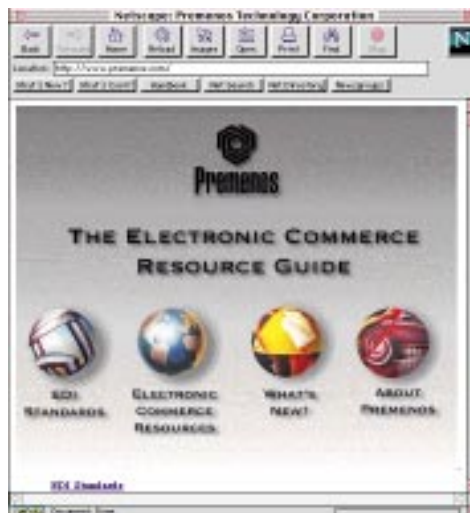 Netscape: Premenos Technology Corporation
Back Forward Home Reload Images Open Print Find Stop
N
Location: http://www.premenos.com/
What's New? What's Cool? Handbook Net Search Net Directory Newsgroups
Premenos
THE ELECTRONIC COMMERCE
RESOURCE GUIDE
EDI
STANDARDS
ELECTRONIC
COMMERCE
RESOURCES
WHAT'S
NEW?
ABOUT
PREMENOS
EDI Standards
Document: Done